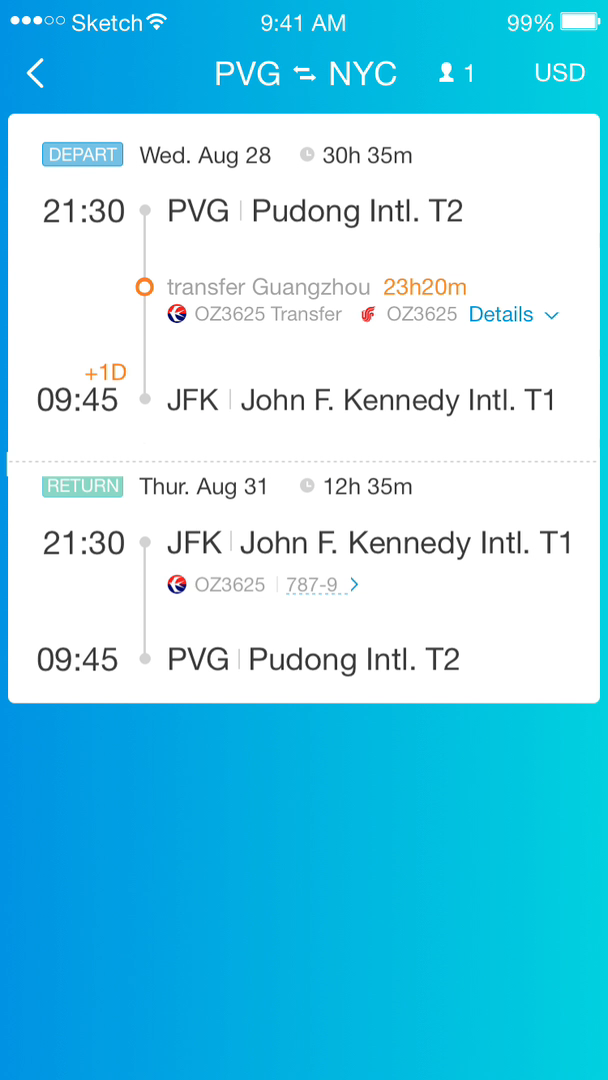 Sketch 9:41 AM 99%
PVG NYC 1 USD
DEPART Wed. Aug 28 30h 35m
21:30 PVG Pudong Intl. T2
transfer Guangzhou 23h20m
OZ3625 Transfer OZ3625 Details
+1D
09:45 JFK John F. Kennedy Intl. T1
RETURN Thur. Aug 31 12h 35m
21:30 JFK John F. Kennedy Intl. T1
OZ3625 787-9
09:45 PVG Pudong Intl. T2